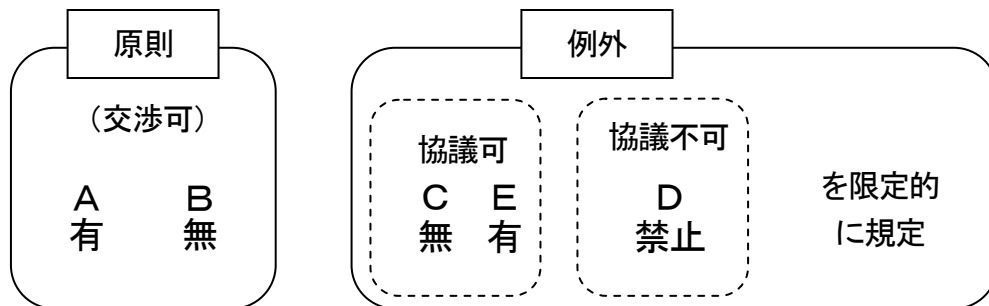 原則
（交渉可）
Ａ Ｂ
有 無
例外
協議可
Ｃ Ｅ
無 有
協議不可
Ｄ
禁止
を限定的
に規定